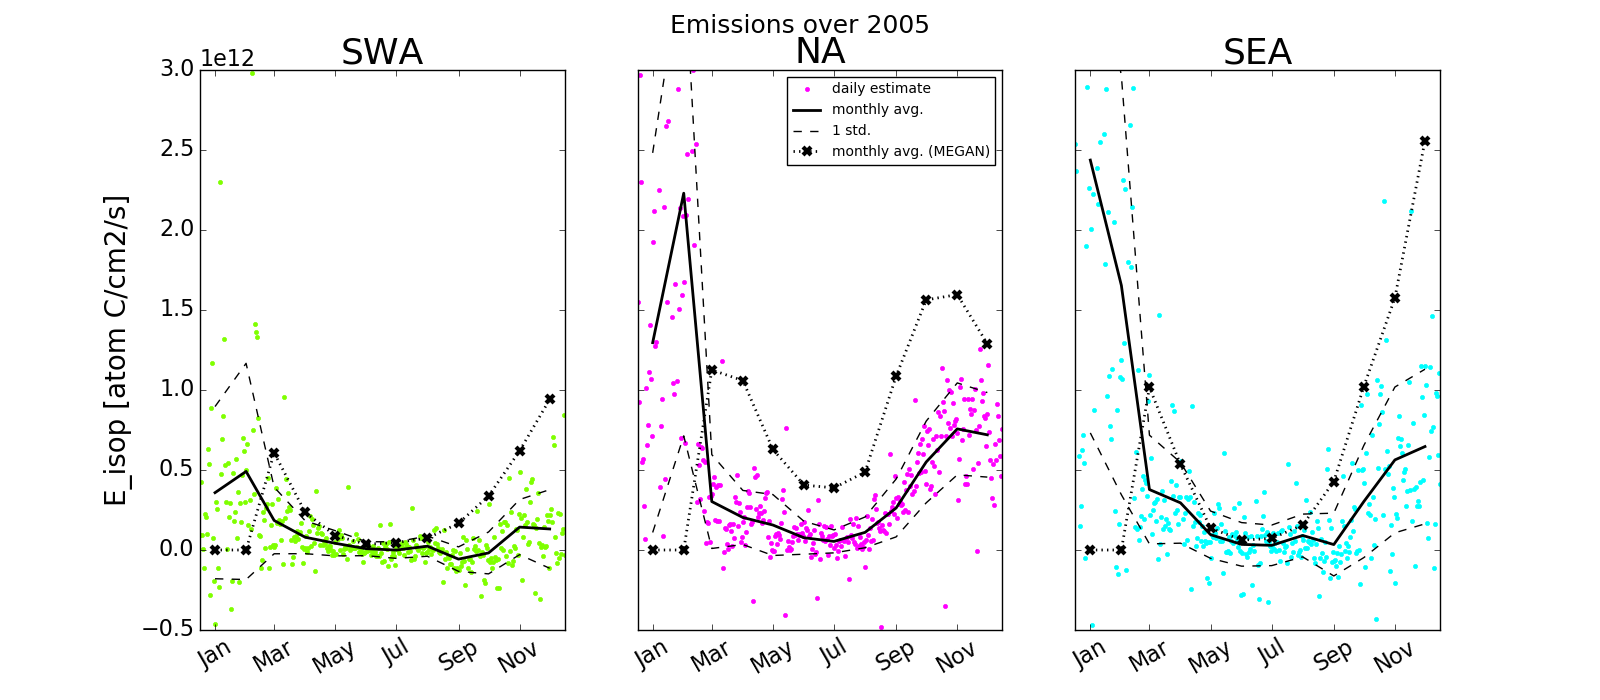 Emissions over 2005
SWA
NA
SEA
1e12
E_isop [atom C/cm2/s]
3.0
2.5
2.0
1.5
1.0
0.5
0.0
−0.5
daily estimate
monthly avg.
1 std.
monthly avg. (MEGAN)
Jan Mar May Jul Sep Nov
Jan Mar May Jul Sep Nov
Jan Mar May Jul Sep Nov